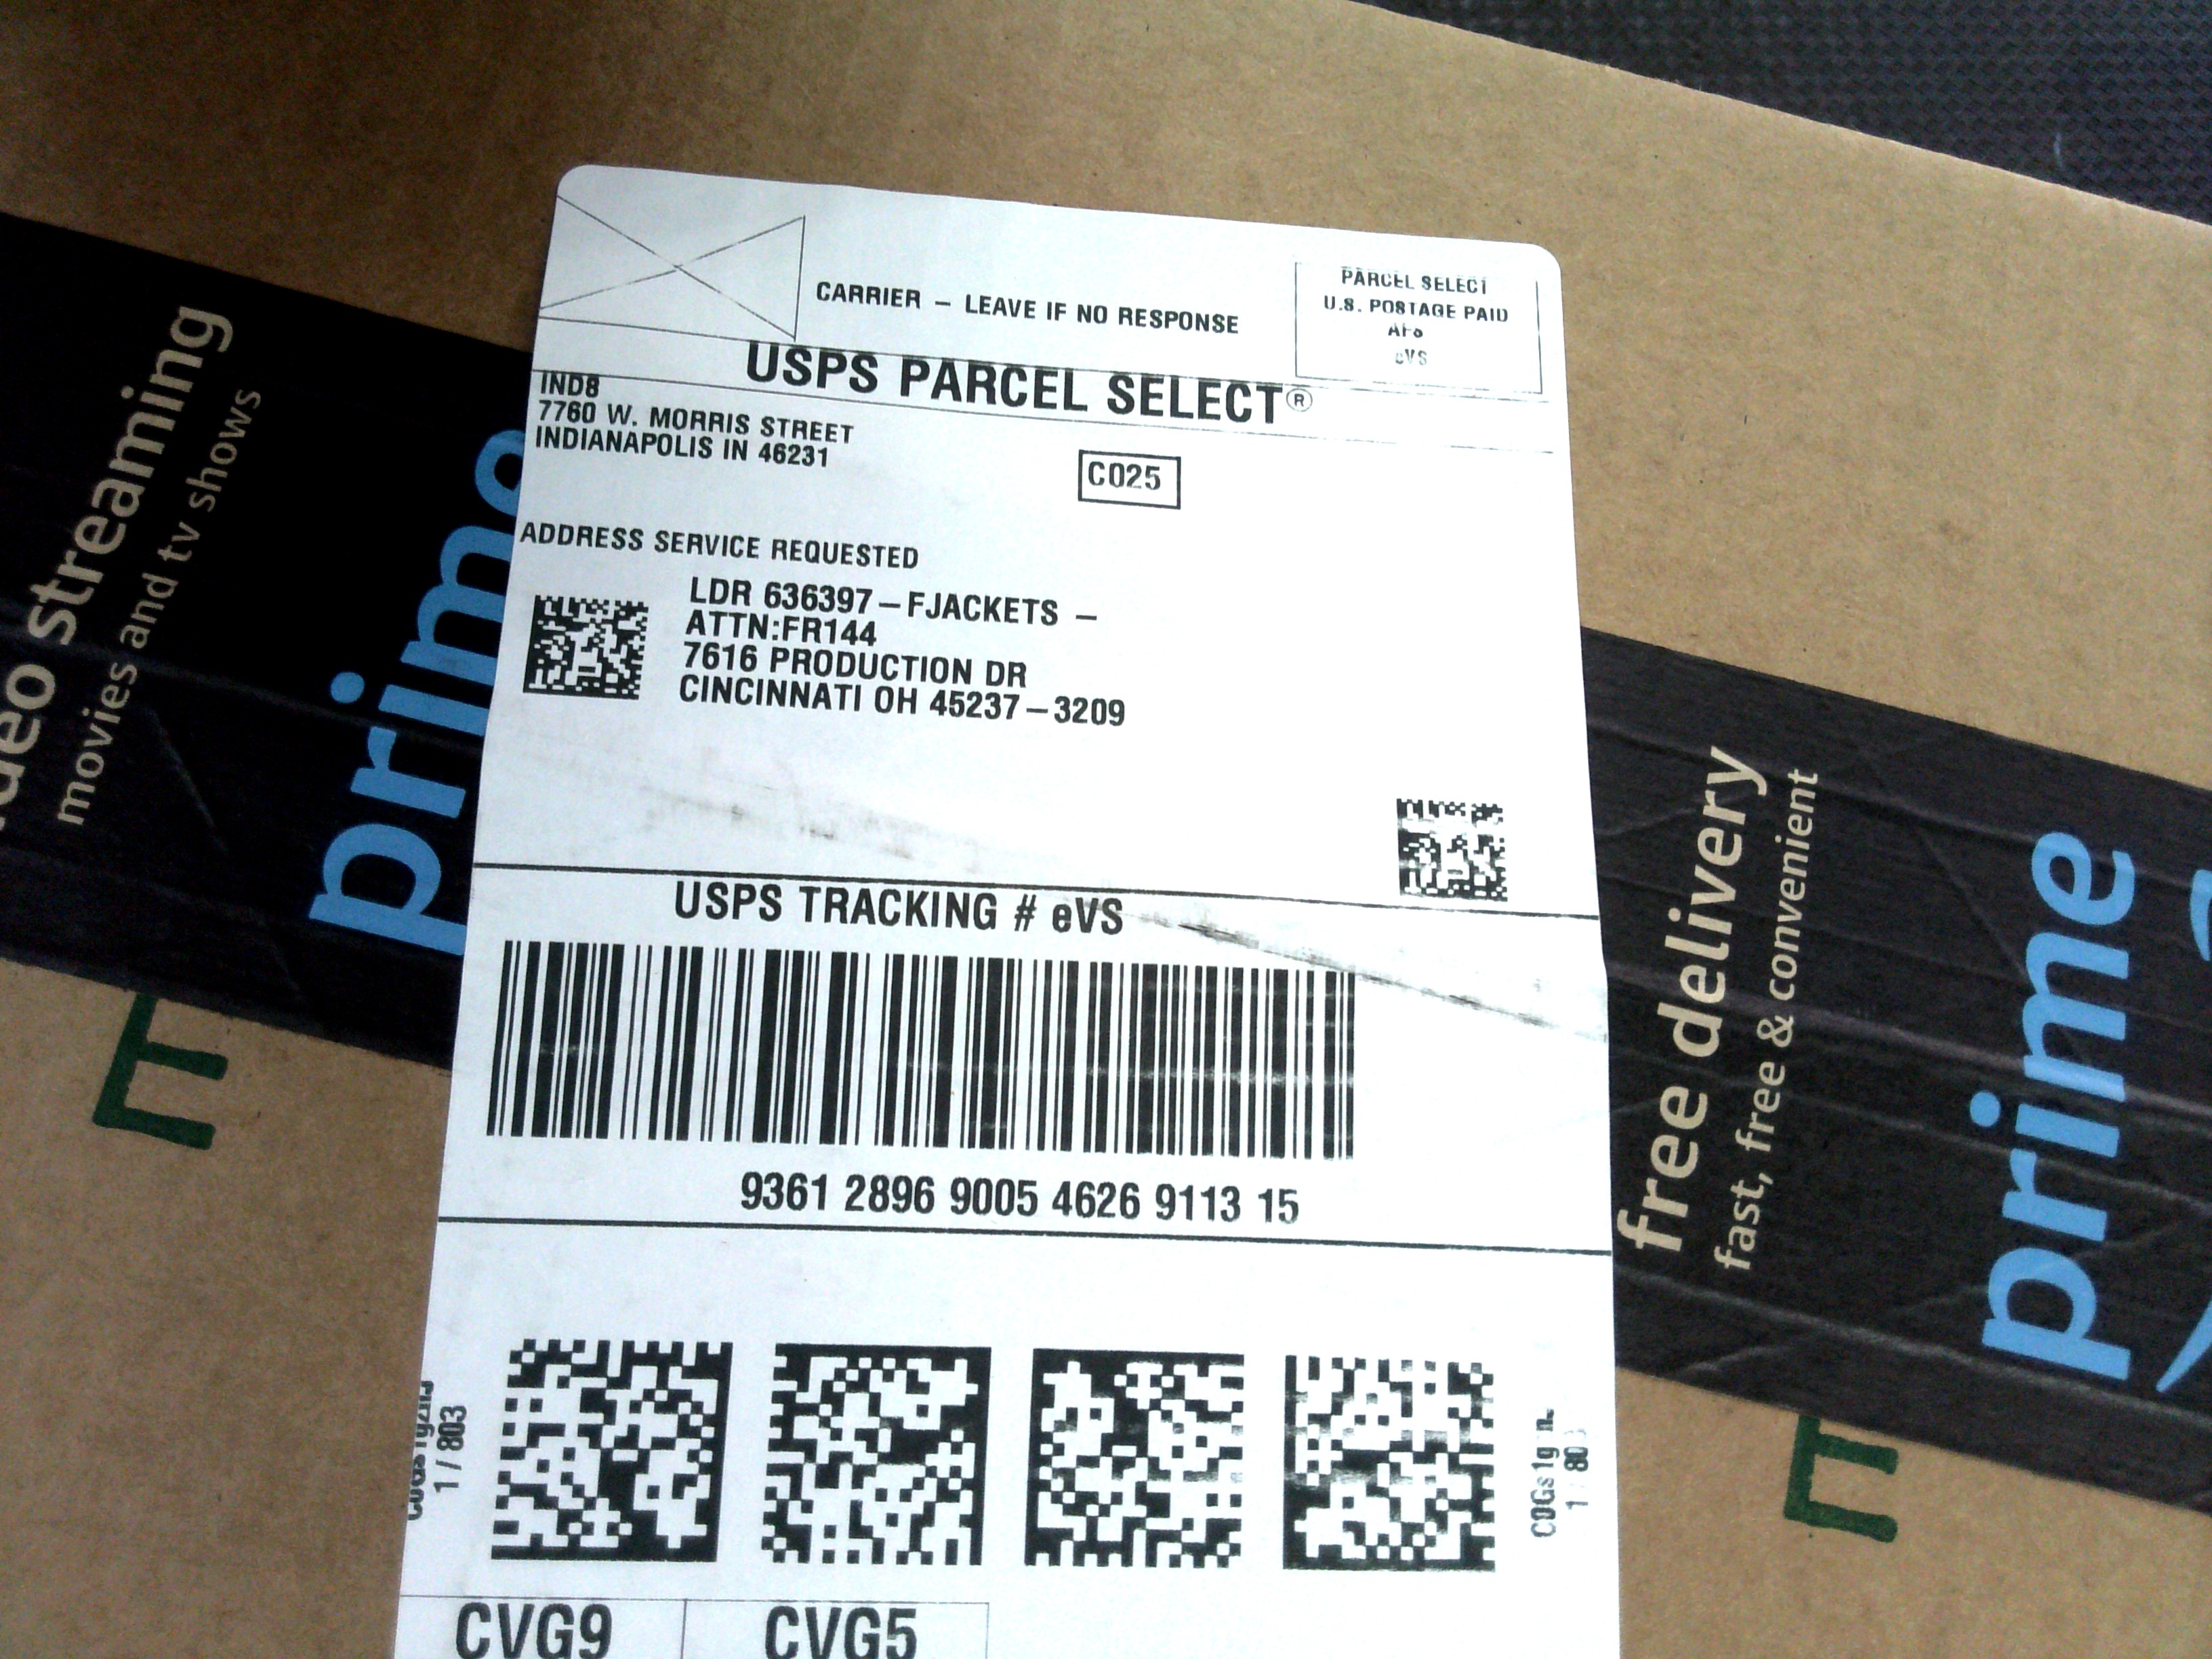 video streaming
movies and tv shows
prime
CARRIER – LEAVE IF NO RESPONSE
PARCEL SELECT
U.S. POSTAGE PAID
eVS
USPS PARCEL SELECT®
IND8
7760 W. MORRIS STREET
INDIANAPOLIS IN 46231
C025
ADDRESS SERVICE REQUESTED
LDR 636397–FJACKETS –
ATTN:FR144
7616 PRODUCTION DR
CINCINNATI OH 45237–3209
USPS TRACKING # eVS
9361 2896 9005 4626 9113 15
1 / 803
COGs1g n.
CVG9
CVG5
free delivery
fast, free & convenient
prime